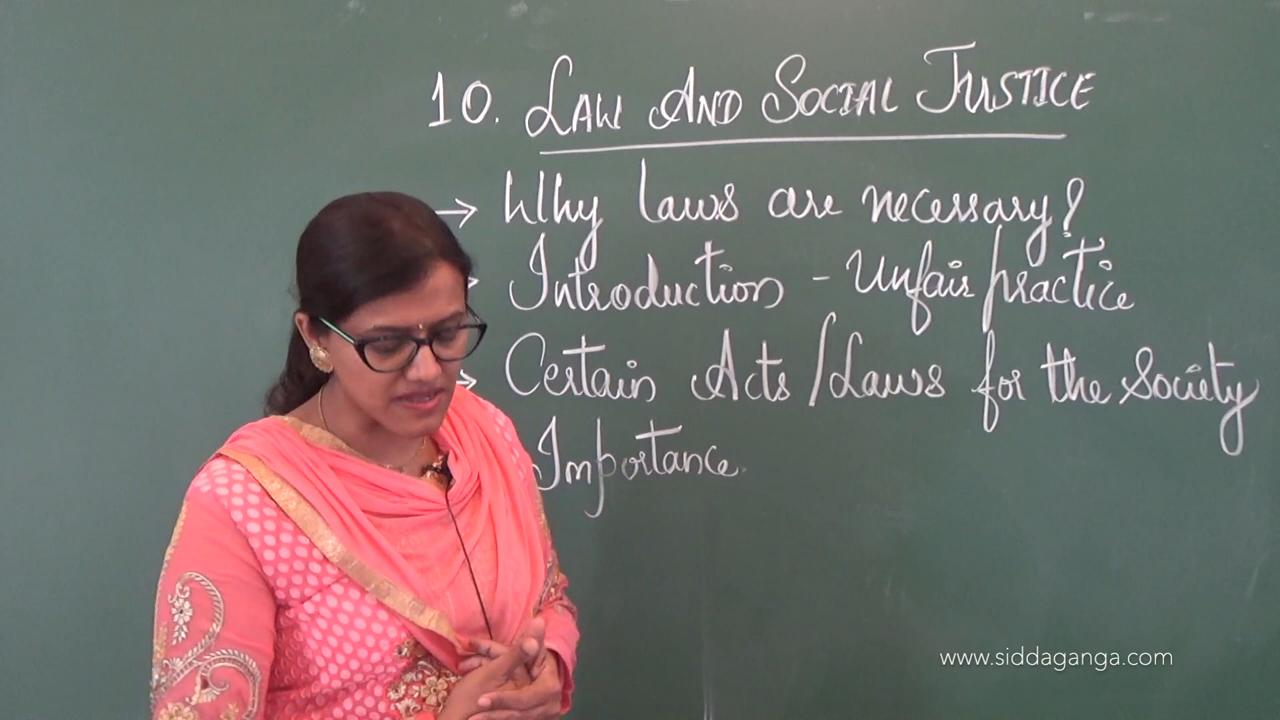 10. LAW AND SOCIAL JUSTICE
→ Why laws are necessary?
→ Introduction - Unfair practice
→ Certain Acts/Laws for the Society
Importance.
www.siddaganga.com